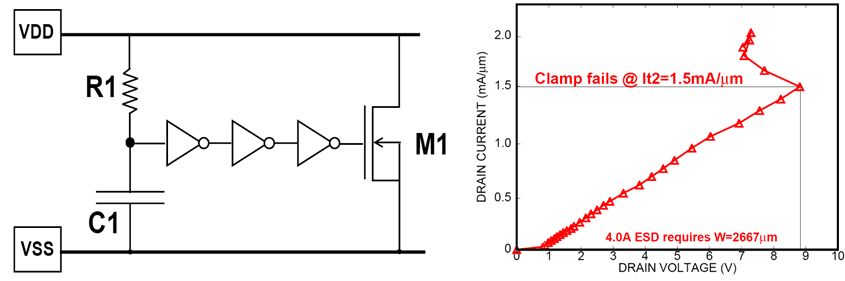 VDD
R1
C1
M1
VSS
2.0
1.5
1.0
0.5
0
DRAIN CURRENT (mA/μm)
Clamp fails @ It2=1.5mA/μm
4.0A ESD requires W=2667μm
0 1 2 3 4 5 6 7 8 9 10
DRAIN VOLTAGE (V)